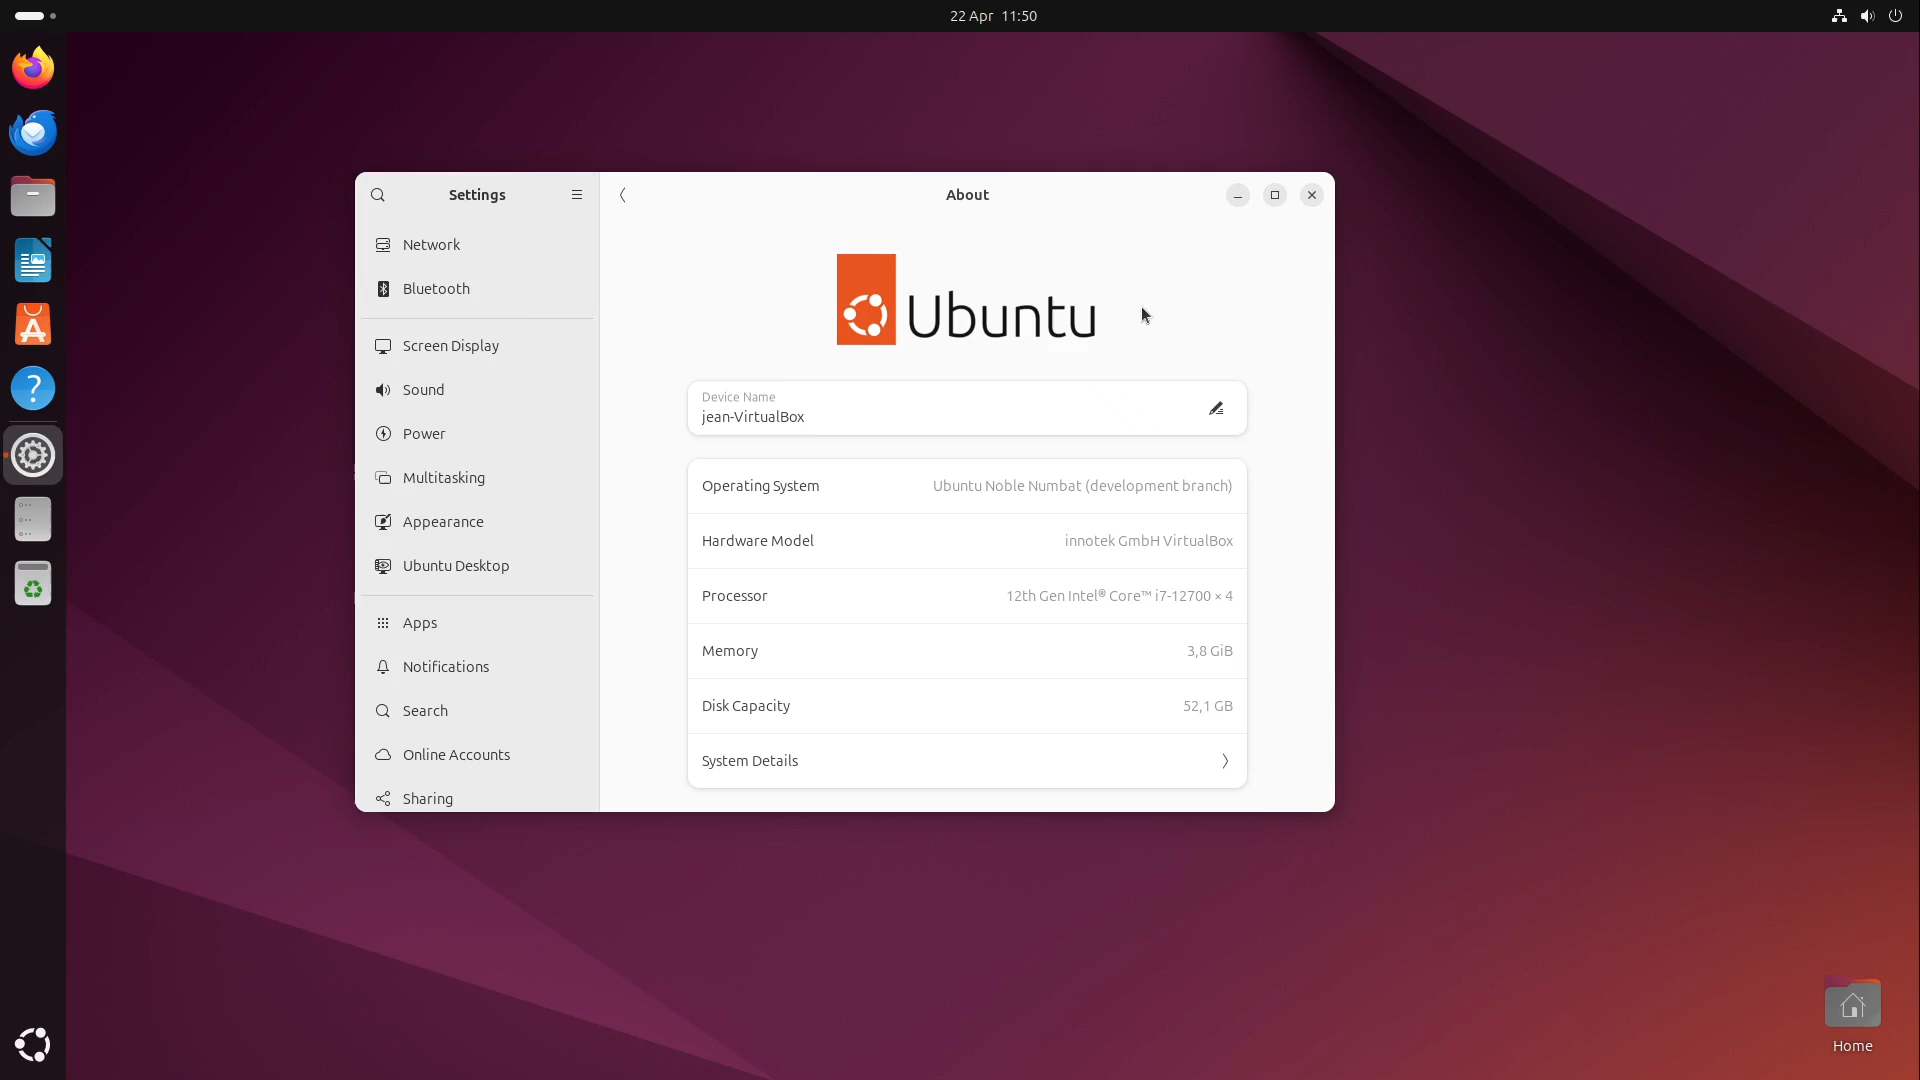 22 Apr 11:50
Settings
About
Network
Bluetooth
Screen Display
Sound
Power
Multitasking
Appearance
Ubuntu Desktop
Apps
Notifications
Search
Online Accounts
Sharing
Ubuntu
Device Name
jean-VirtualBox
Operating System Ubuntu Noble Numbat (development branch)
Hardware Model innotek GmbH VirtualBox
Processor 12th Gen Intel® Core™ i7-12700 × 4
Memory 3,8 GiB
Disk Capacity 52,1 GB
System Details
Home